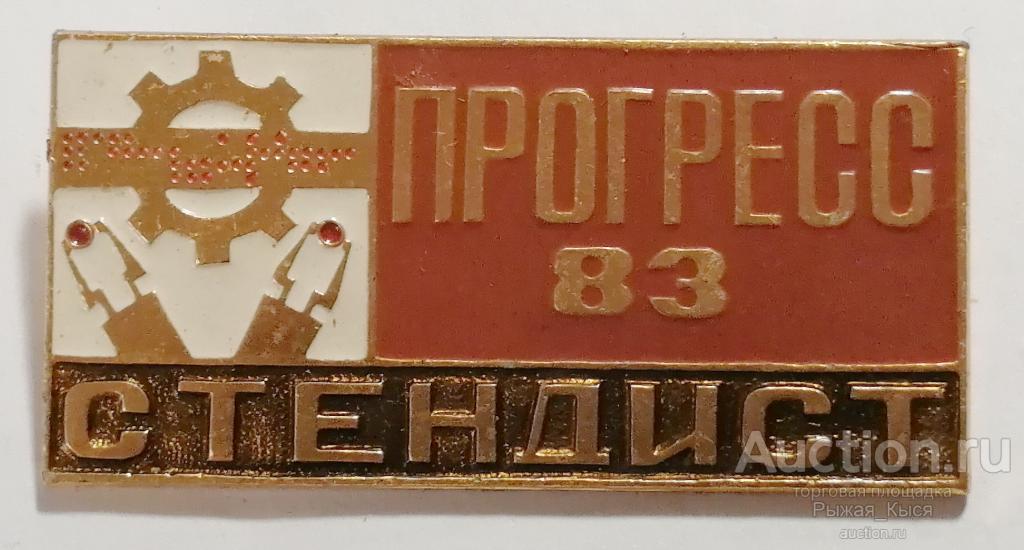 ПРОГРЕСС
83
СТЕНДИСТ
Auction.ru
торговая площадка
Рыжая_Кыся
auction.ru